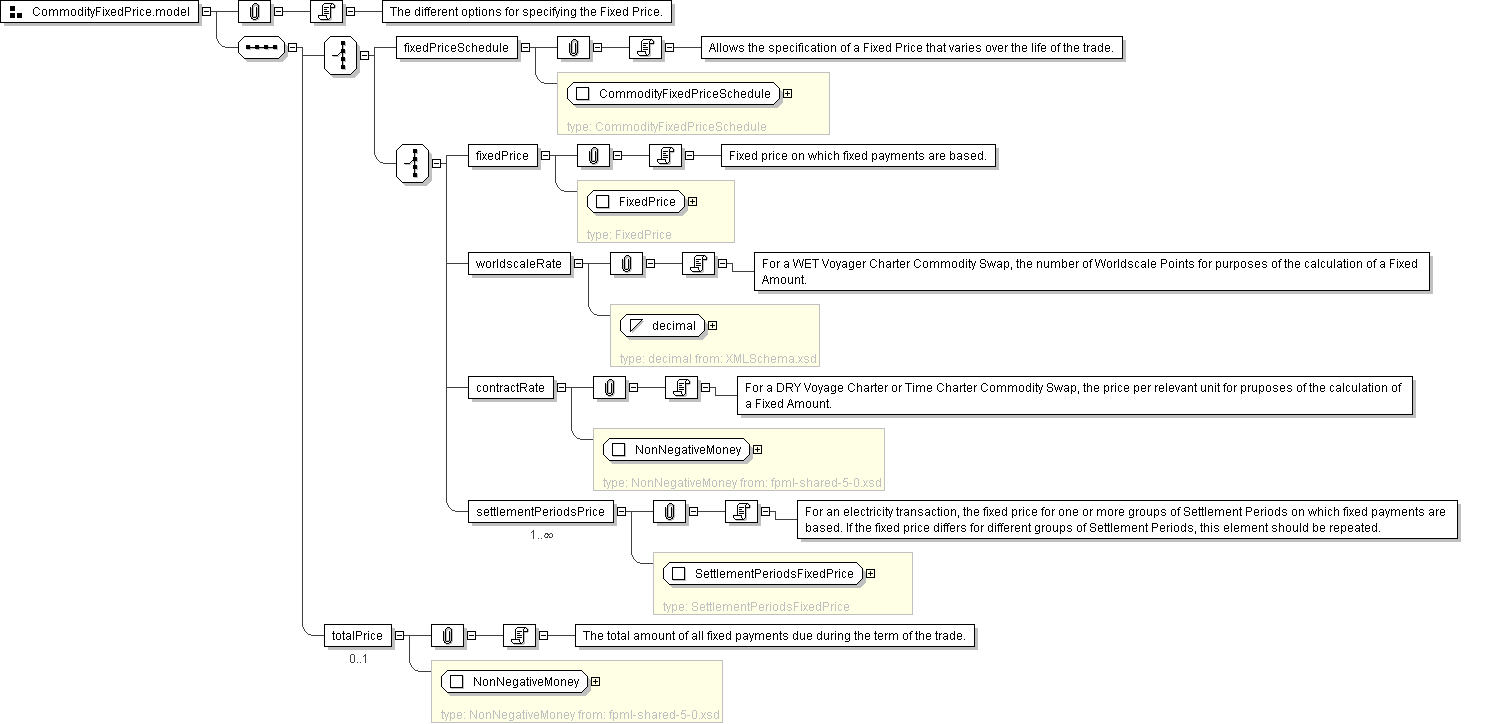 CommodityFixedPrice.model
The different options for specifying the Fixed Price.
fixedPriceSchedule
Allows the specification of a Fixed Price that varies over the life of the trade.
CommodityFixedPriceSchedule
type: CommodityFixedPriceSchedule
fixedPrice
Fixed price on which fixed payments are based.
FixedPrice
type: FixedPrice
worldscaleRate
For a WET Voyager Charter Commodity Swap, the number of Worldscale Points for purposes of the calculation of a Fixed
Amount.
decimal
type: decimal from: XMLSchema.xsd
contractRate
For a DRY Voyage Charter or Time Charter Commodity Swap, the price per relevant unit for pruposes of the calculation of
a Fixed Amount.
NonNegativeMoney
type: NonNegativeMoney from: fpml-shared-5-0.xsd
settlementPeriodsPrice
1..∞
For an electricity transaction, the fixed price for one or more groups of Settlement Periods on which fixed payments are
based. If the fixed price differs for different groups of Settlement Periods, this element should be repeated.
SettlementPeriodsFixedPrice
type: SettlementPeriodsFixedPrice
totalPrice
0..1
The total amount of all fixed payments due during the term of the trade.
NonNegativeMoney
type: NonNegativeMoney from: fpml-shared-5-0.xsd